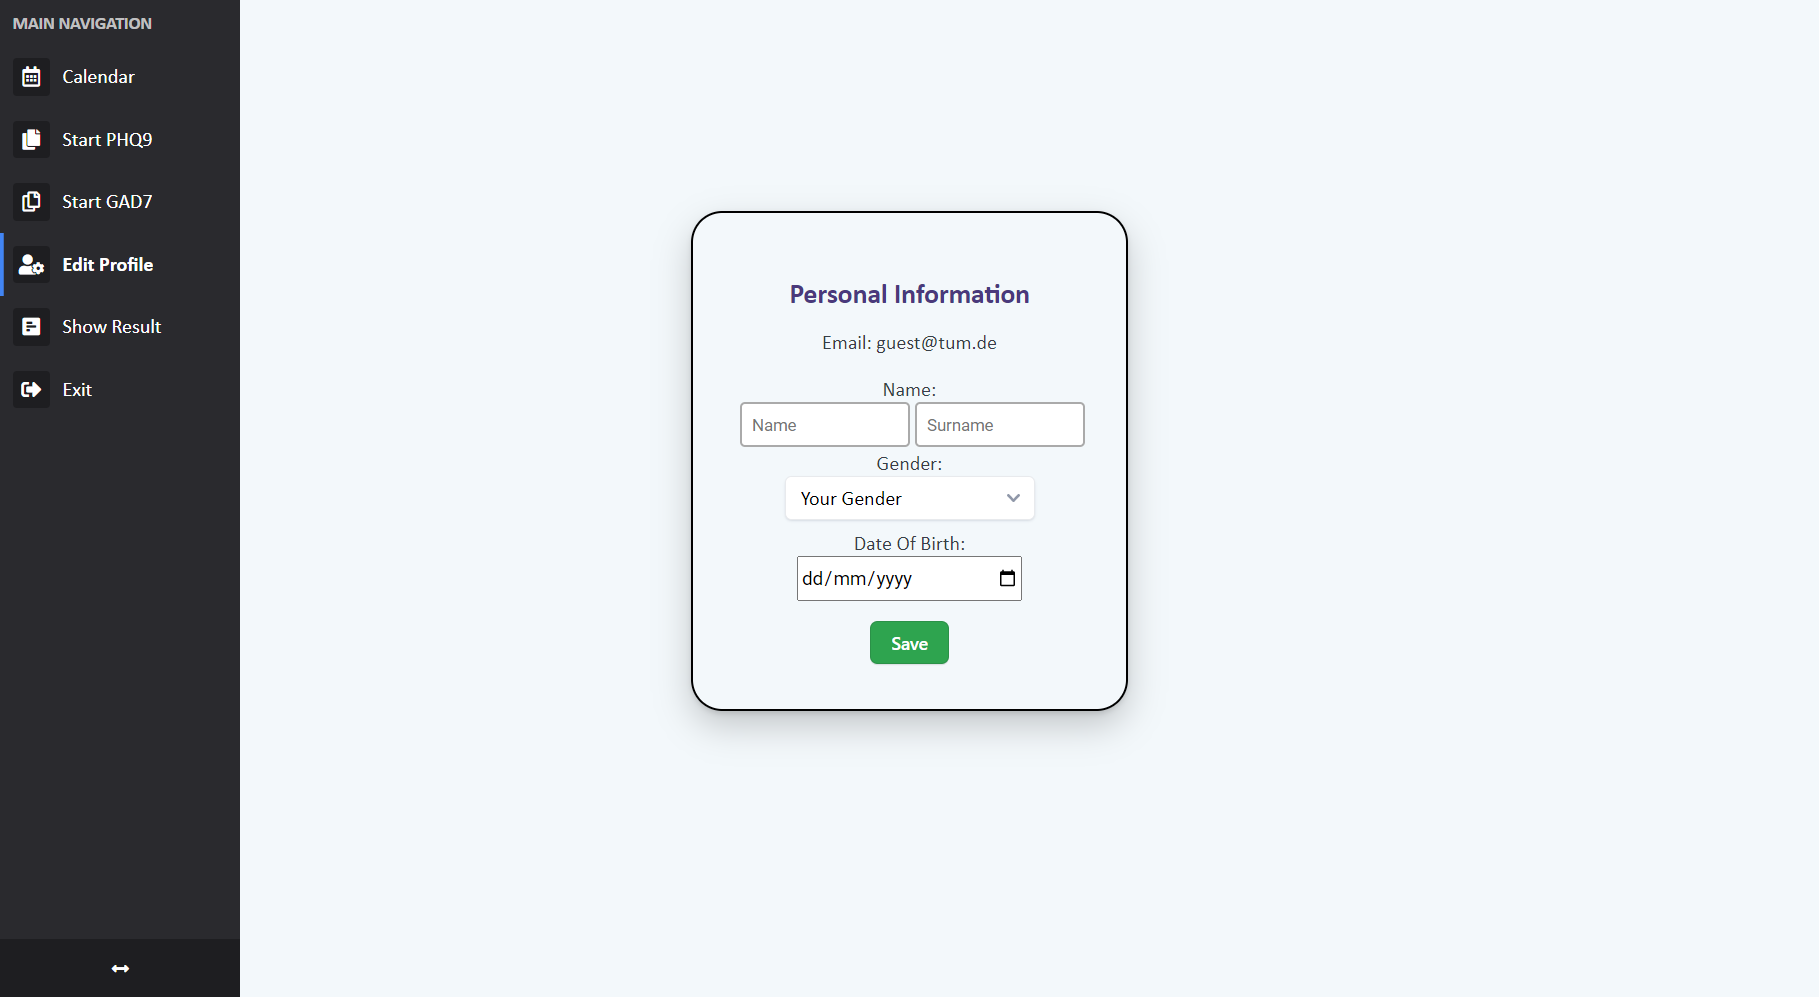 MAIN NAVIGATION
Calendar
Start PHQ9
Start GAD7
Edit Profile
Show Result
Exit
Personal Information
Email: guest@tum.de
Name:
Name Surname
Gender:
Your Gender
Date Of Birth:
dd/mm/yyyy
Save